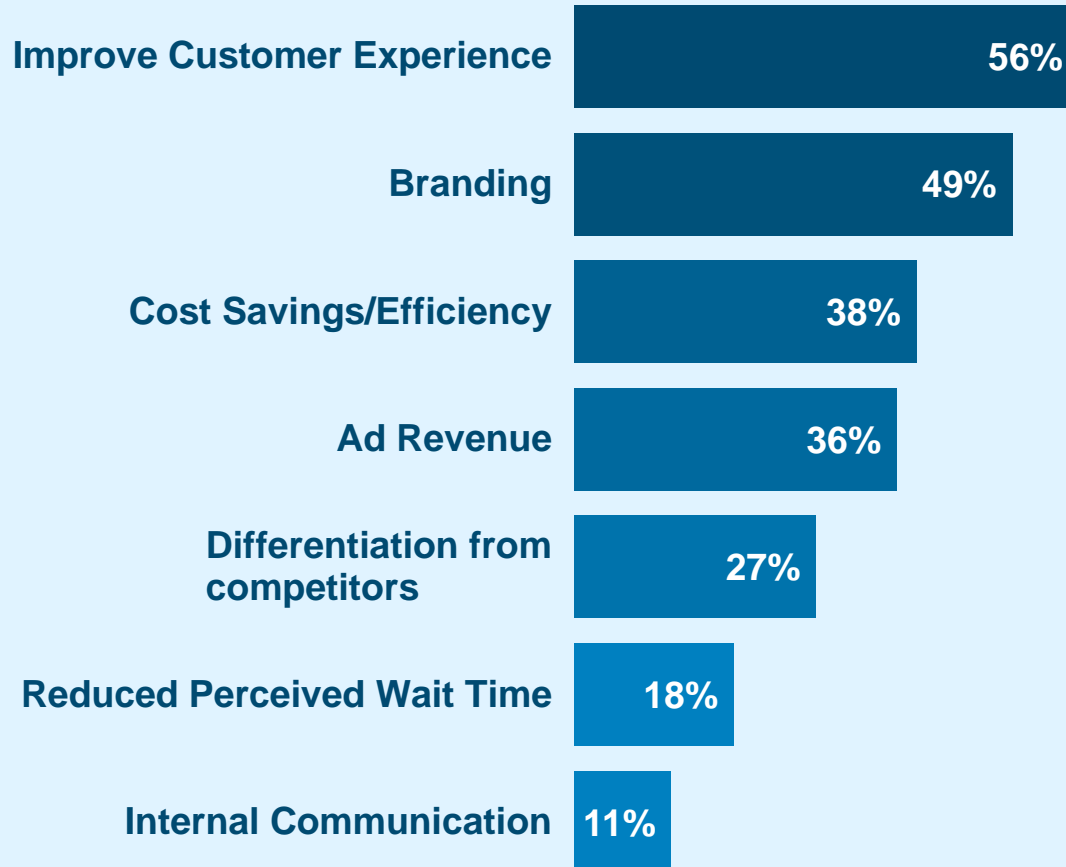 Improve Customer Experience 56%
Branding 49%
Cost Savings/Efficiency 38%
Ad Revenue 36%
Differentiation from
competitors 27%
Reduced Perceived Wait Time 18%
Internal Communication 11%